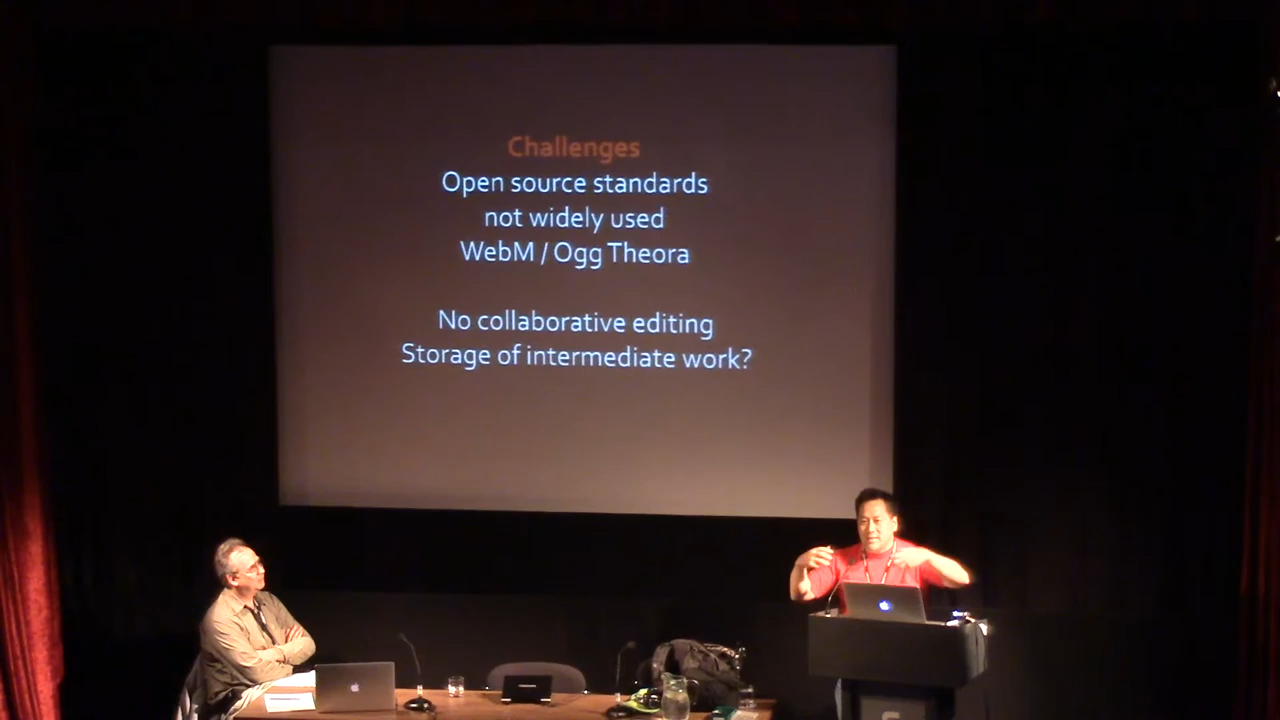 Challenges
Open source standards
not widely used
WebM / Ogg Theora
No collaborative editing
Storage of intermediate work?